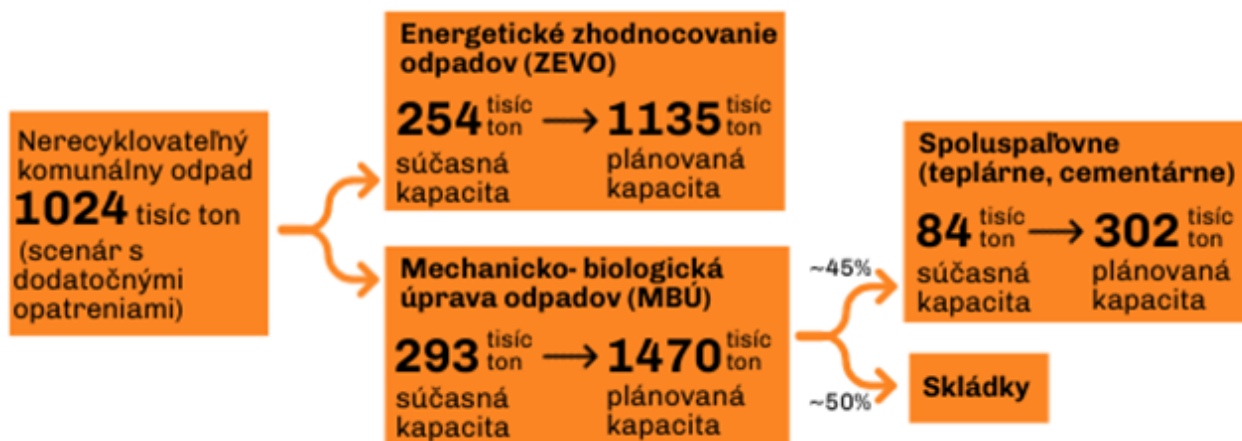 Nerecyklovateľný
komunálny odpad
1024 tisíc ton
(scenár s
dodatočnými
opatreniami)
Energetické zhodnocovanie
odpadov (ZEVO)
254 tisíc ton → 1135 tisíc ton
súčasná plánovaná
kapacita kapacita
Mechanicko- biologická
úprava odpadov (MBÚ)
293 tisíc ton → 1470 tisíc ton
súčasná plánovaná
kapacita kapacita
~45%
~50%
Spoluspaľovne
(teplárne, cementárne)
84 tisíc ton → 302 tisíc ton
súčasná plánovaná
kapacita kapacita
Skládky